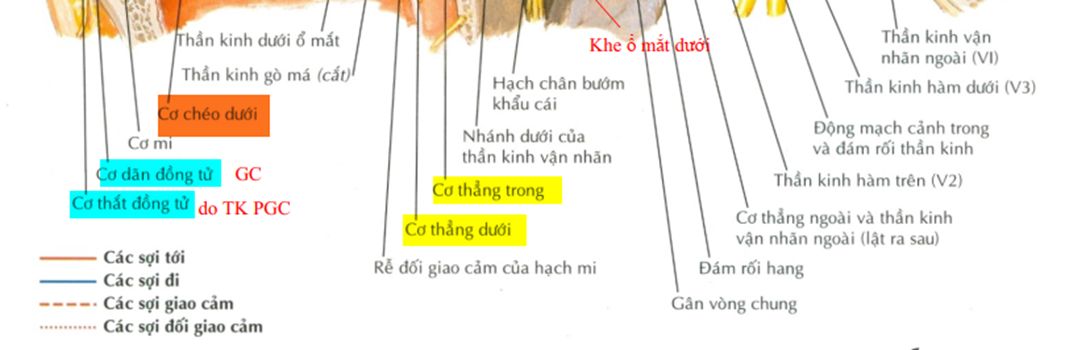 Thần kinh dưới ổ mắt
Thần kinh gò má (cắt)
Cơ chéo dưới
Cơ mi
Cơ dãn đồng tử GC
Cơ thắt đồng tử do TK PGC
Các sợi tới
Các sợi đi
Các sợi giao cảm
Các sợi đối giao cảm
Khe ổ mắt dưới
Hạch chân bướm
khẩu cái
Nhánh dưới của
thần kinh vận nhãn
Cơ thẳng trong
Cơ thẳng dưới
Rễ đối giao cảm của hạch mi
Thần kinh vận
nhãn ngoài (VI)
Thần kinh hàm dưới (V3)
Động mạch cảnh trong
và đám rối thần kinh
Thần kinh hàm trên (V2)
Cơ thẳng ngoài và thần kinh
vận nhãn ngoài (lật ra sau)
Đám rối hang
Gân vòng chung